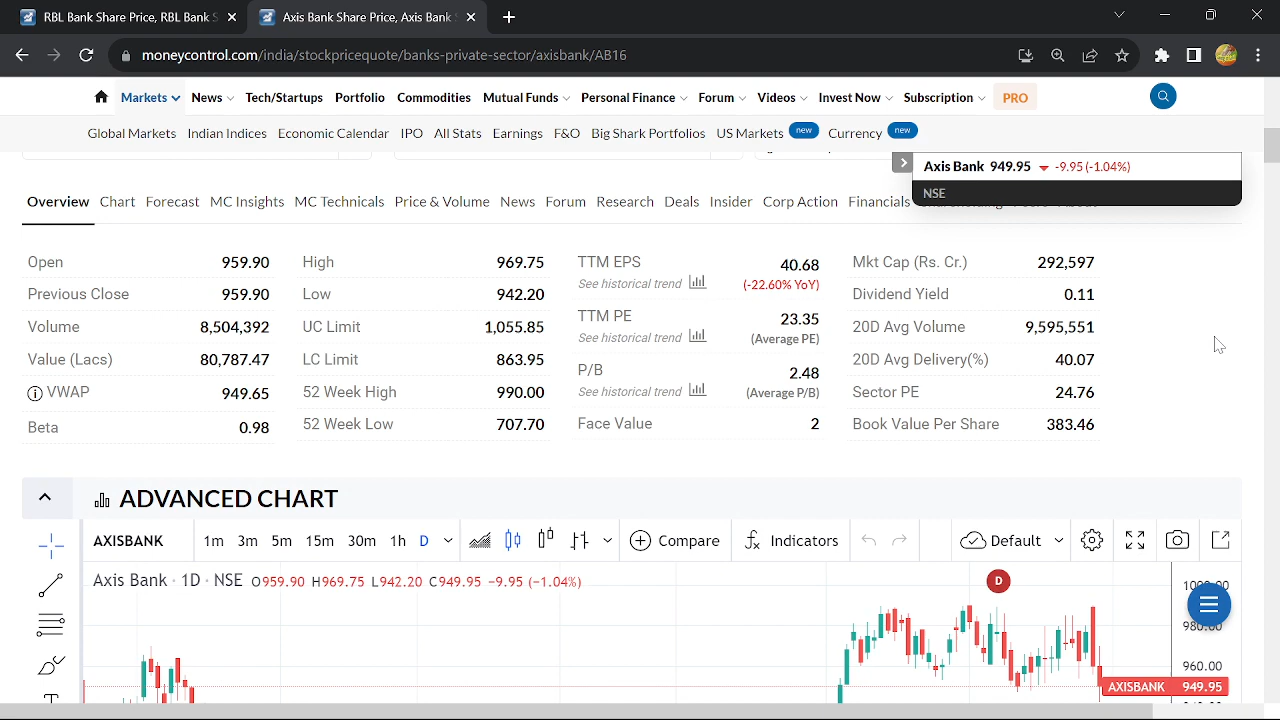 RBL Bank Share Price, RBL Bank S
Axis Bank Share Price, Axis Bank
moneycontrol.com/india/stockpricequote/banks-private-sector/axisbank/AB16
Markets News Tech/Startups Portfolio Commodities Mutual Funds Personal Finance Forum Videos Invest Now Subscription PRO
Global Markets Indian Indices Economic Calendar IPO All Stats Earnings F&O Big Shark Portfolios US Markets new Currency new
Axis Bank 949.95 -9.95 (-1.04%)
NSE
Overview Chart Forecast MC Insights MC Technicals Price & Volume News Forum Research Deals Insider Corp Action Financials
Open 959.90 High 969.75 TTM EPS 40.68 Mkt Cap (Rs. Cr.) 292,597
See historical trend (-22.60% YoY)
Previous Close 959.90 Low 942.20 Dividend Yield 0.11
Volume 8,504,392 UC Limit 1,055.85 TTM PE 23.35 20D Avg Volume 9,595,551
See historical trend (Average PE)
Value (Lacs) 80,787.47 LC Limit 863.95 20D Avg Delivery(%) 40.07
P/B 2.48
VWAP 949.65 52 Week High 990.00 See historical trend (Average P/B) Sector PE 24.76
Beta 0.98 52 Week Low 707.70 Face Value 2 Book Value Per Share 383.46
ADVANCED CHART
AXISBANK 1m 3m 5m 15m 30m 1h D Compare Indicators Default
Axis Bank · 1D · NSE O959.90 H969.75 L942.20 C949.95 -9.95 (-1.04%)
D
980.00
960.00
AXISBANK 949.95